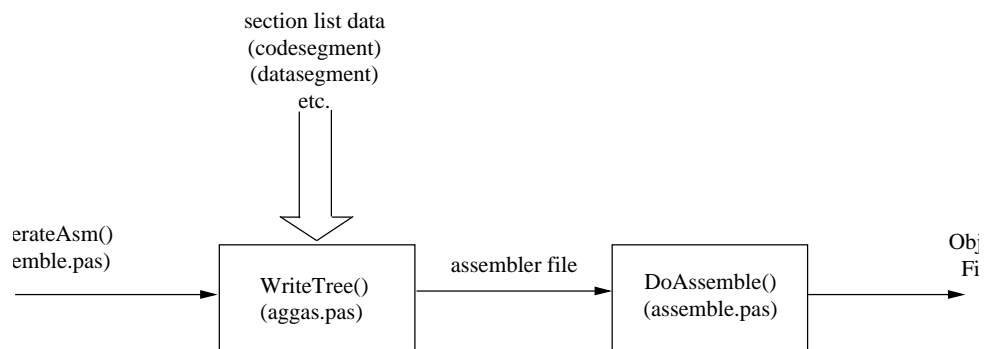 section list data
(codesegment)
(datasegment)
etc.
erateAsm()
emble.pas)
WriteTree()
(aggas.pas)
assembler file
DoAssemble()
(assemble.pas)
Obj
Fi